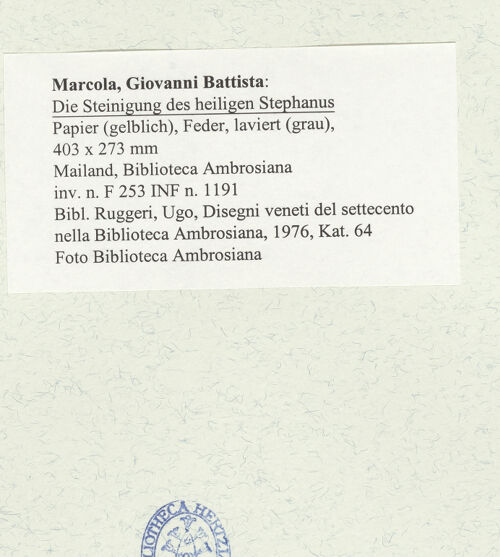 Marcola, Giovanni Battista:
Die Steinigung des heiligen Stephanus
Papier (gelblich), Feder, laviert (grau),
403 x 273 mm
Mailand, Biblioteca Ambrosiana
inv. n. F 253 INF n. 1191
Bibl. Ruggeri, Ugo, Disegni veneti del settecento
nella Biblioteca Ambrosiana, 1976, Kat. 64
Foto Biblioteca Ambrosiana